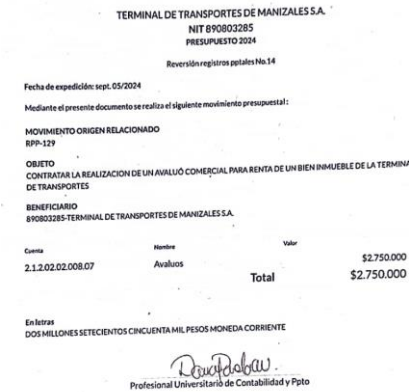 TERMINAL DE TRANSPORTES DE MANIZALES S.A.
NIT 890803285
PRESUPUESTO 2024
Reversión registros pptales No.14
Fecha de expedición: sept. 05/2024
Mediante el presente documento se realiza el siguiente movimiento presupuestal :
MOVIMIENTO ORIGEN RELACIONADO
RPP-129
OBJETO
CONTRATAR LA REALIZACION DE UN AVALUÓ COMERCIAL PARA RENTA DE UN BIEN INMUEBLE DE LA TERMINA
DE TRANSPORTES
BENEFICIARIO
890803285-TERMINAL DE TRANSPORTES DE MANIZALES S.A.
Cuenta Nombre Valor
2.1.2.02.02.008.07 Avaluos $2.750.000
Total $2.750.000
En letras
DOS MILLONES SETECIENTOS CINCUENTA MIL PESOS MONEDA CORRIENTE
Profesional Universitario de Contabilidad y Ppto